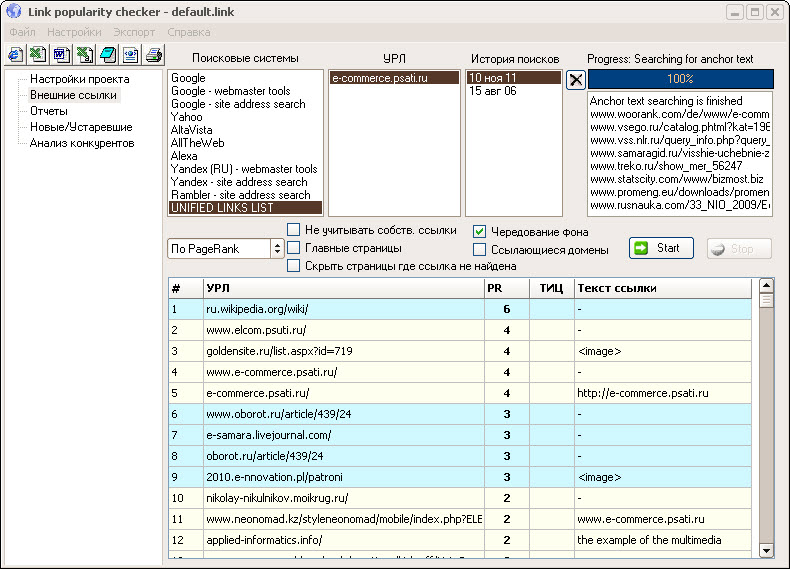 Link popularity checker - default.link
Файл Настройки Экспорт Справка
Поисковые системы УРЛ История поисков Progress: Searching for anchor text
Настройки проекта
Внешние ссылки
Отчеты
Новые/Устаревшие
Анализ конкурентов
Google
Google - webmaster tools
Google - site address search
Yahoo
AltaVista
AllTheWeb
Alexa
Yandex (RU) - webmaster tools
Yandex - site address search
Rambler - site address search
UNIFIED LINKS LIST
e-commerce.psati.ru
10 ноя 11
15 авг 06
100%
Anchor text searching is finished
www.woorank.com/de/www/e-comm
www.vsego.ru/catalog.phtml?kat=196
www.vss.nlr.ru/query_info.php?query_
www.samaragid.ru/visshie-uchebnie-z
www.treko.ru/show_mer_56247
www.statscity.com/www/bizmost.biz
www.promeng.eu/downloads/promen
www.rusnauka.com/33_NIO_2009/Ec
По PageRank
Не учитывать собств. ссылки
Главные страницы
Скрыть страницы где ссылка не найдена
Чередование фона
Ссылающиеся домены
Start Stop
# УРЛ PR ТИЦ Текст ссылки
1 ru.wikipedia.org/wiki/ 6 -
2 www.elcom.psuti.ru/ 4 -
3 goldensite.ru/list.aspx?id=719 4 <image>
4 www.e-commerce.psati.ru/ 4 -
5 e-commerce.psati.ru/ 4 http://e-commerce.psati.ru
6 www.oborot.ru/article/439/24 3 -
7 e-samara.livejournal.com/ 3 -
8 oborot.ru/article/439/24 3 -
9 2010.e-nnovation.pl/patroni 3 <image>
10 nikolay-nikulnikov.moikrug.ru/ 2 -
11 www.neonomad.kz/styleneonomad/mobile/index.php?ELE 2 www.e-commerce.psati.ru
12 applied-informatics.info/ 2 the example of the multimedia